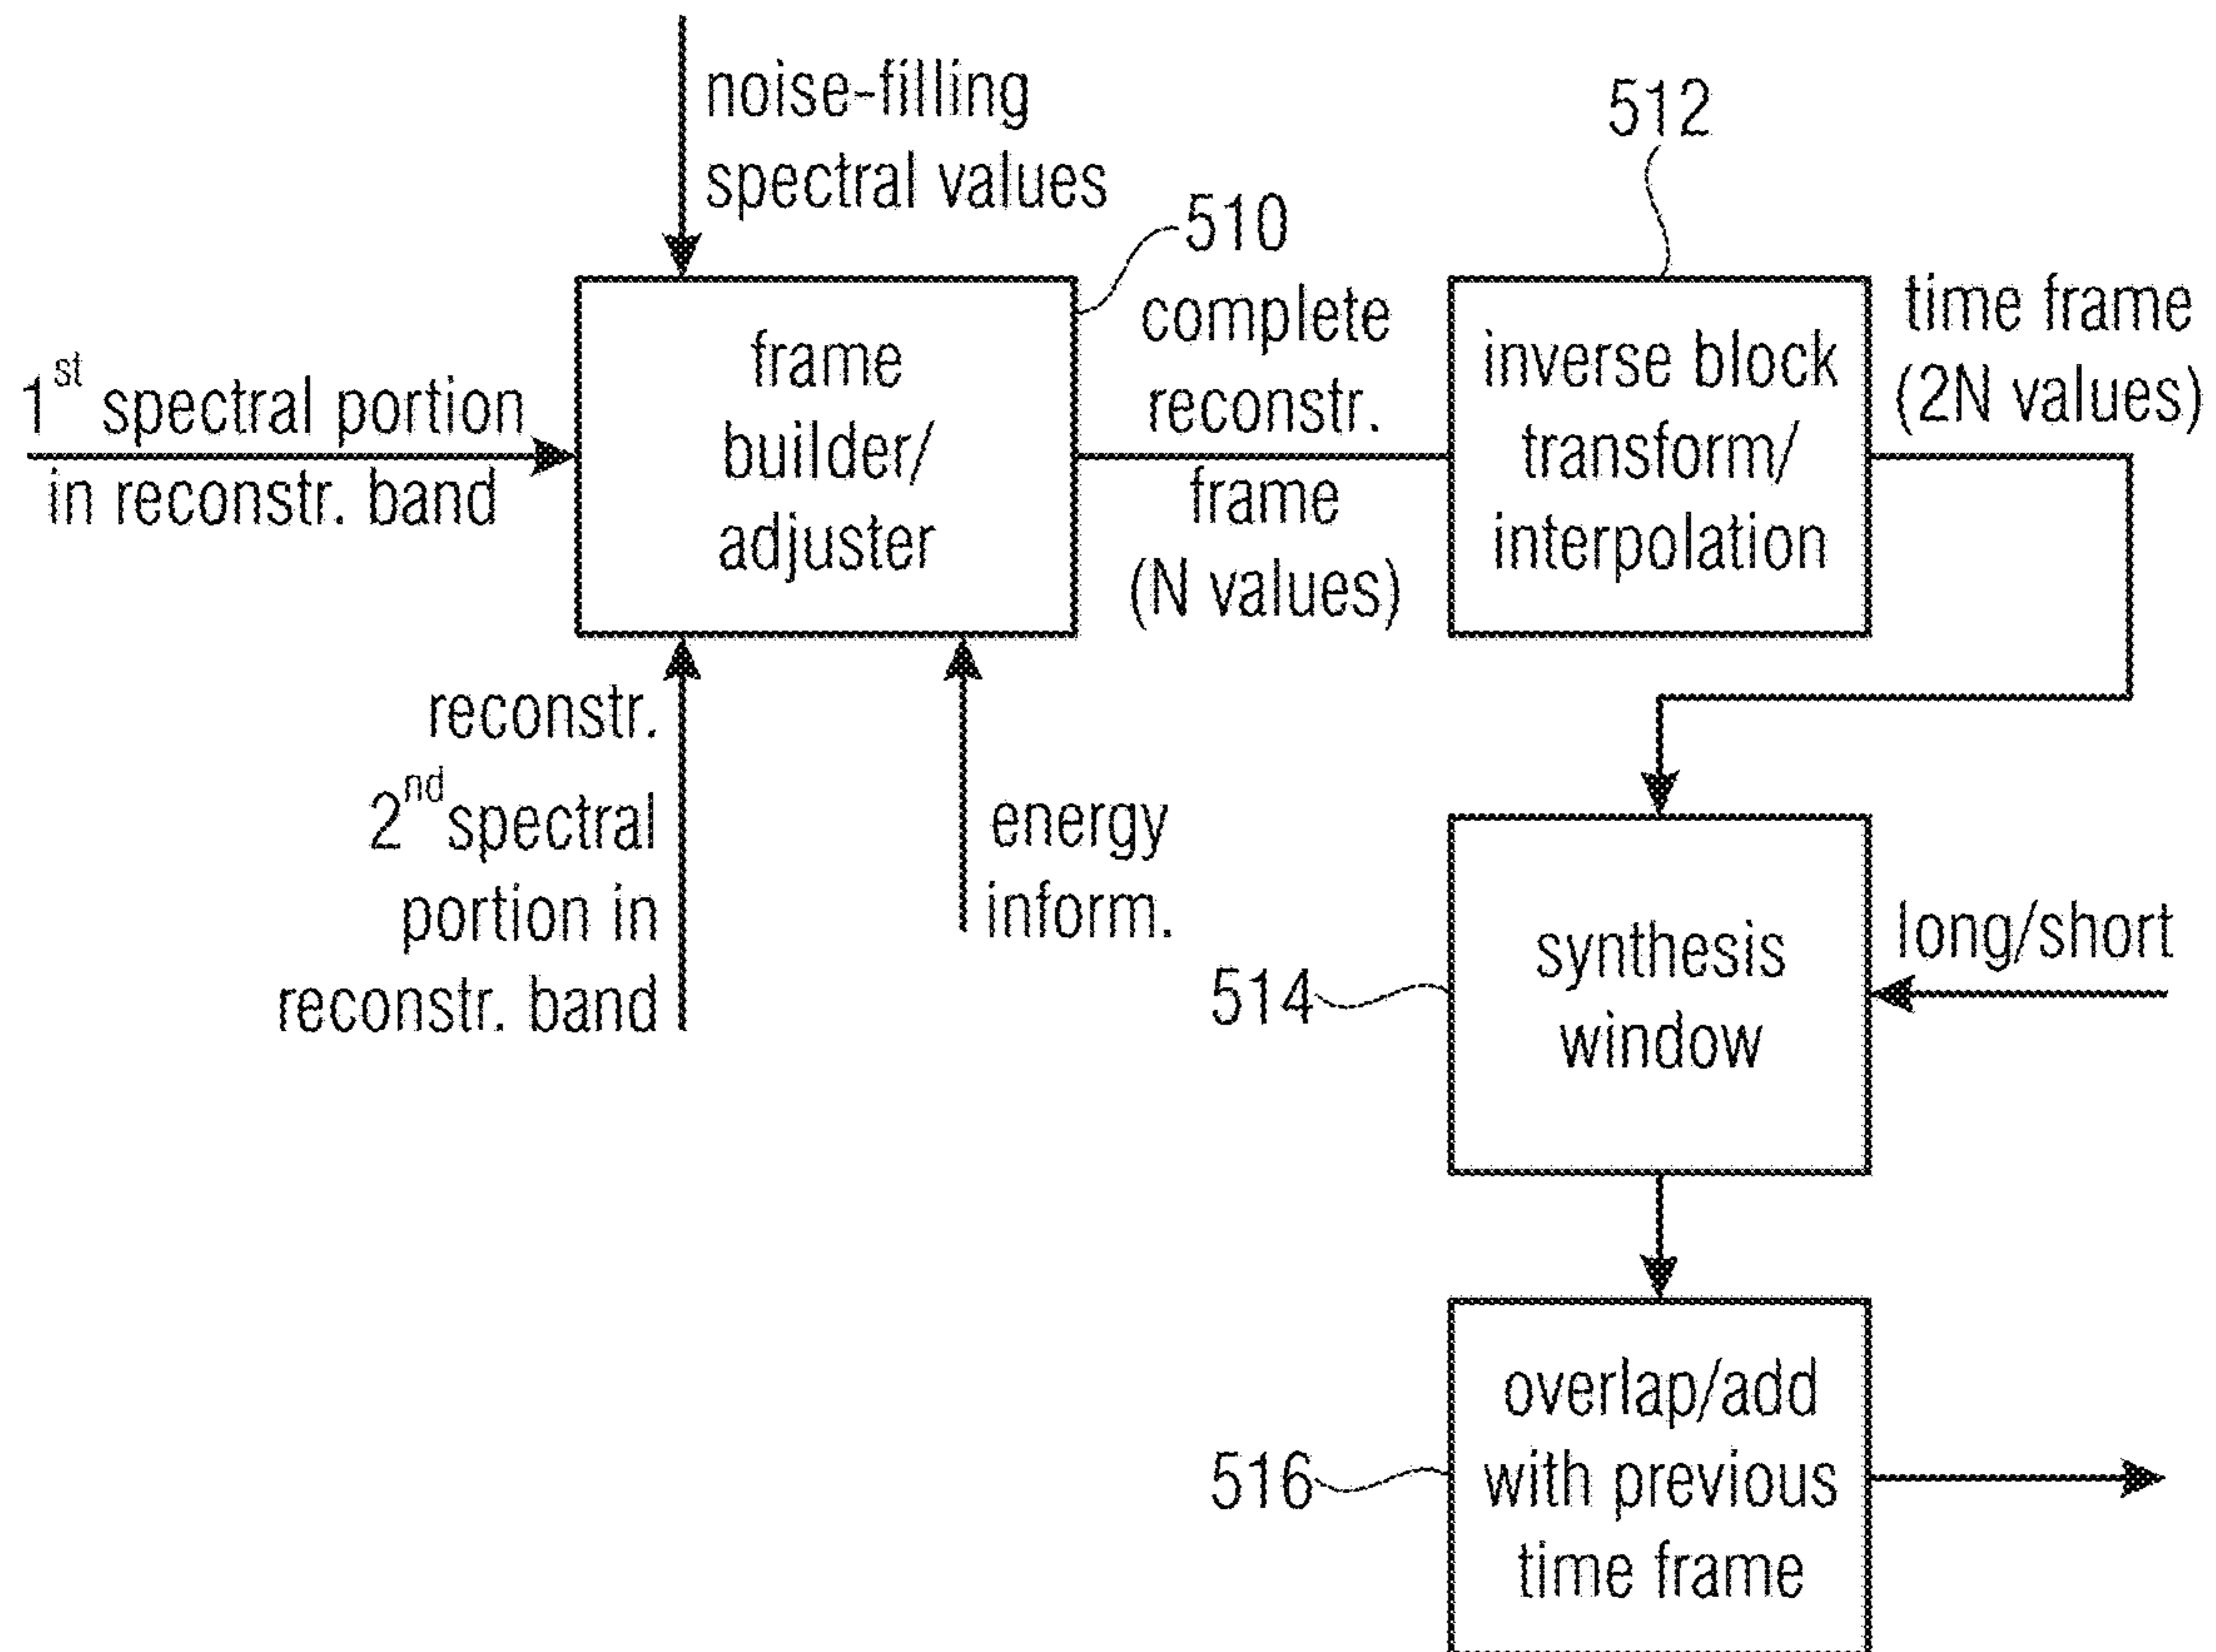 noise-filling
spectral values
512
510
1st spectral portion
in reconstr. band
frame
builder/
adjuster
complete
reconstr.
frame
(N values)
inverse block
transform/
interpolation
time frame
(2N values)
reconstr.
2nd spectral
portion in
reconstr. band
energy
inform.
514
synthesis
window
long/short
516
overlap/add
with previous
time frame